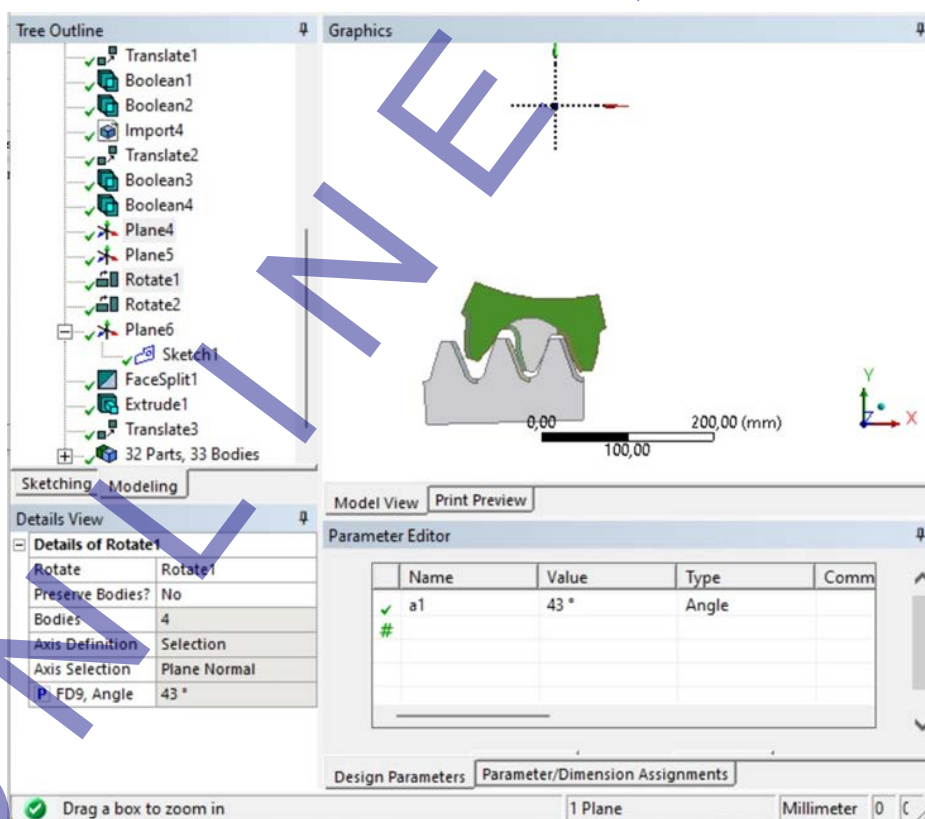 Tree Outline
Translate1
Boolean1
Boolean2
Import4
Translate2
Boolean3
Boolean4
Plane4
Plane5
Rotate1
Rotate2
Plane6
Sketch1
FaceSplit1
Extrude1
Translate3
32 Parts, 33 Bodies
Sketching Modeling
Details View
Details of Rotate1
Rotate Rotate1
Preserve Bodies? No
Bodies 4
Axis Definition Selection
Axis Selection Plane Normal
P FD9, Angle 43 °
Graphics
0,00 200,00 (mm)
100,00
Y
Z X
Model View Print Preview
Parameter Editor
Name Value Type Comm
a1 43 ° Angle
#
Design Parameters Parameter/Dimension Assignments
Drag a box to zoom in 1 Plane Millimeter 0
N L I N E